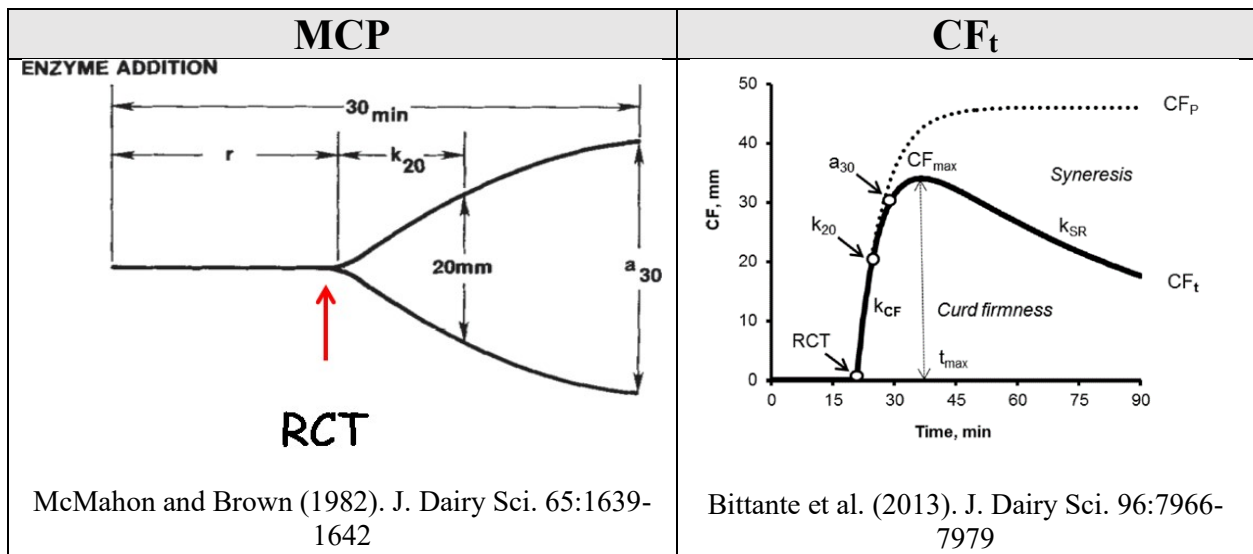 MCP
CFt
ENZYME ADDITION
30 min
r
k20
20mm
a30
RCT
McMahon and Brown (1982). J. Dairy Sci. 65:1639-
1642
50
40
30
20
10
0
CF, mm
CFP
a30
CFmax
Syneresis
k20
kSR
CFt
kCF
Curd firmness
RCT
tmax
0 15 30 45 60 75 90
Time, min
Bittante et al. (2013). J. Dairy Sci. 96:7966-
7979